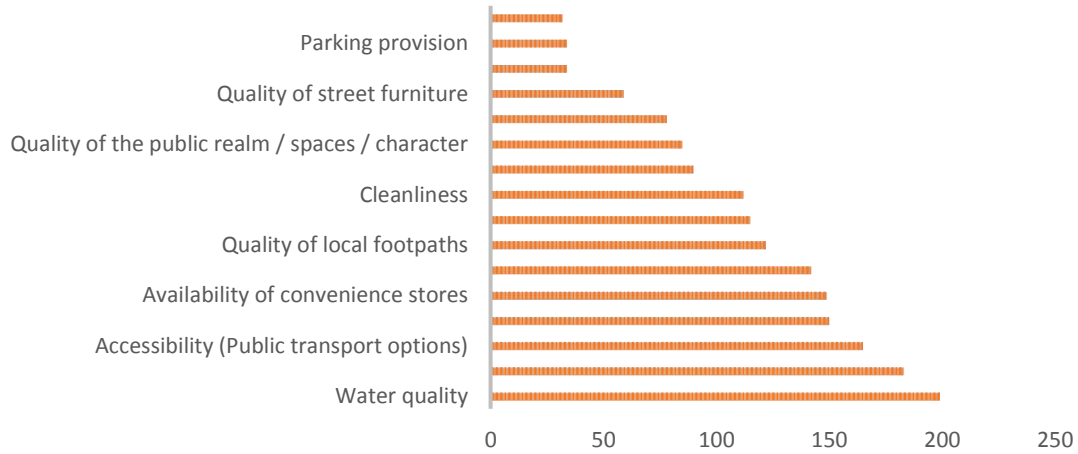 Parking provision
Quality of street furniture
Quality of the public realm / spaces / character
Cleanliness
Quality of local footpaths
Availability of convenience stores
Accessibility (Public transport options)
Water quality
0 50 100 150 200 250